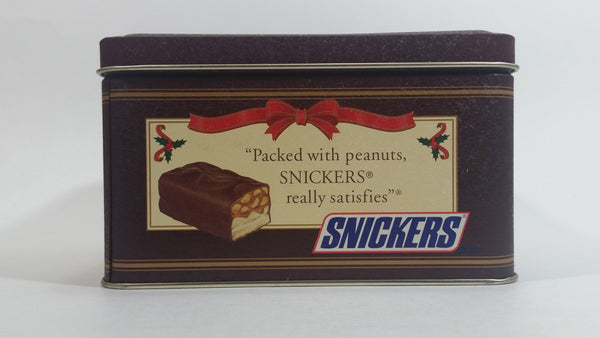 “Packed with peanuts,
SNICKERS®
really satisfies”®
SNICKERS